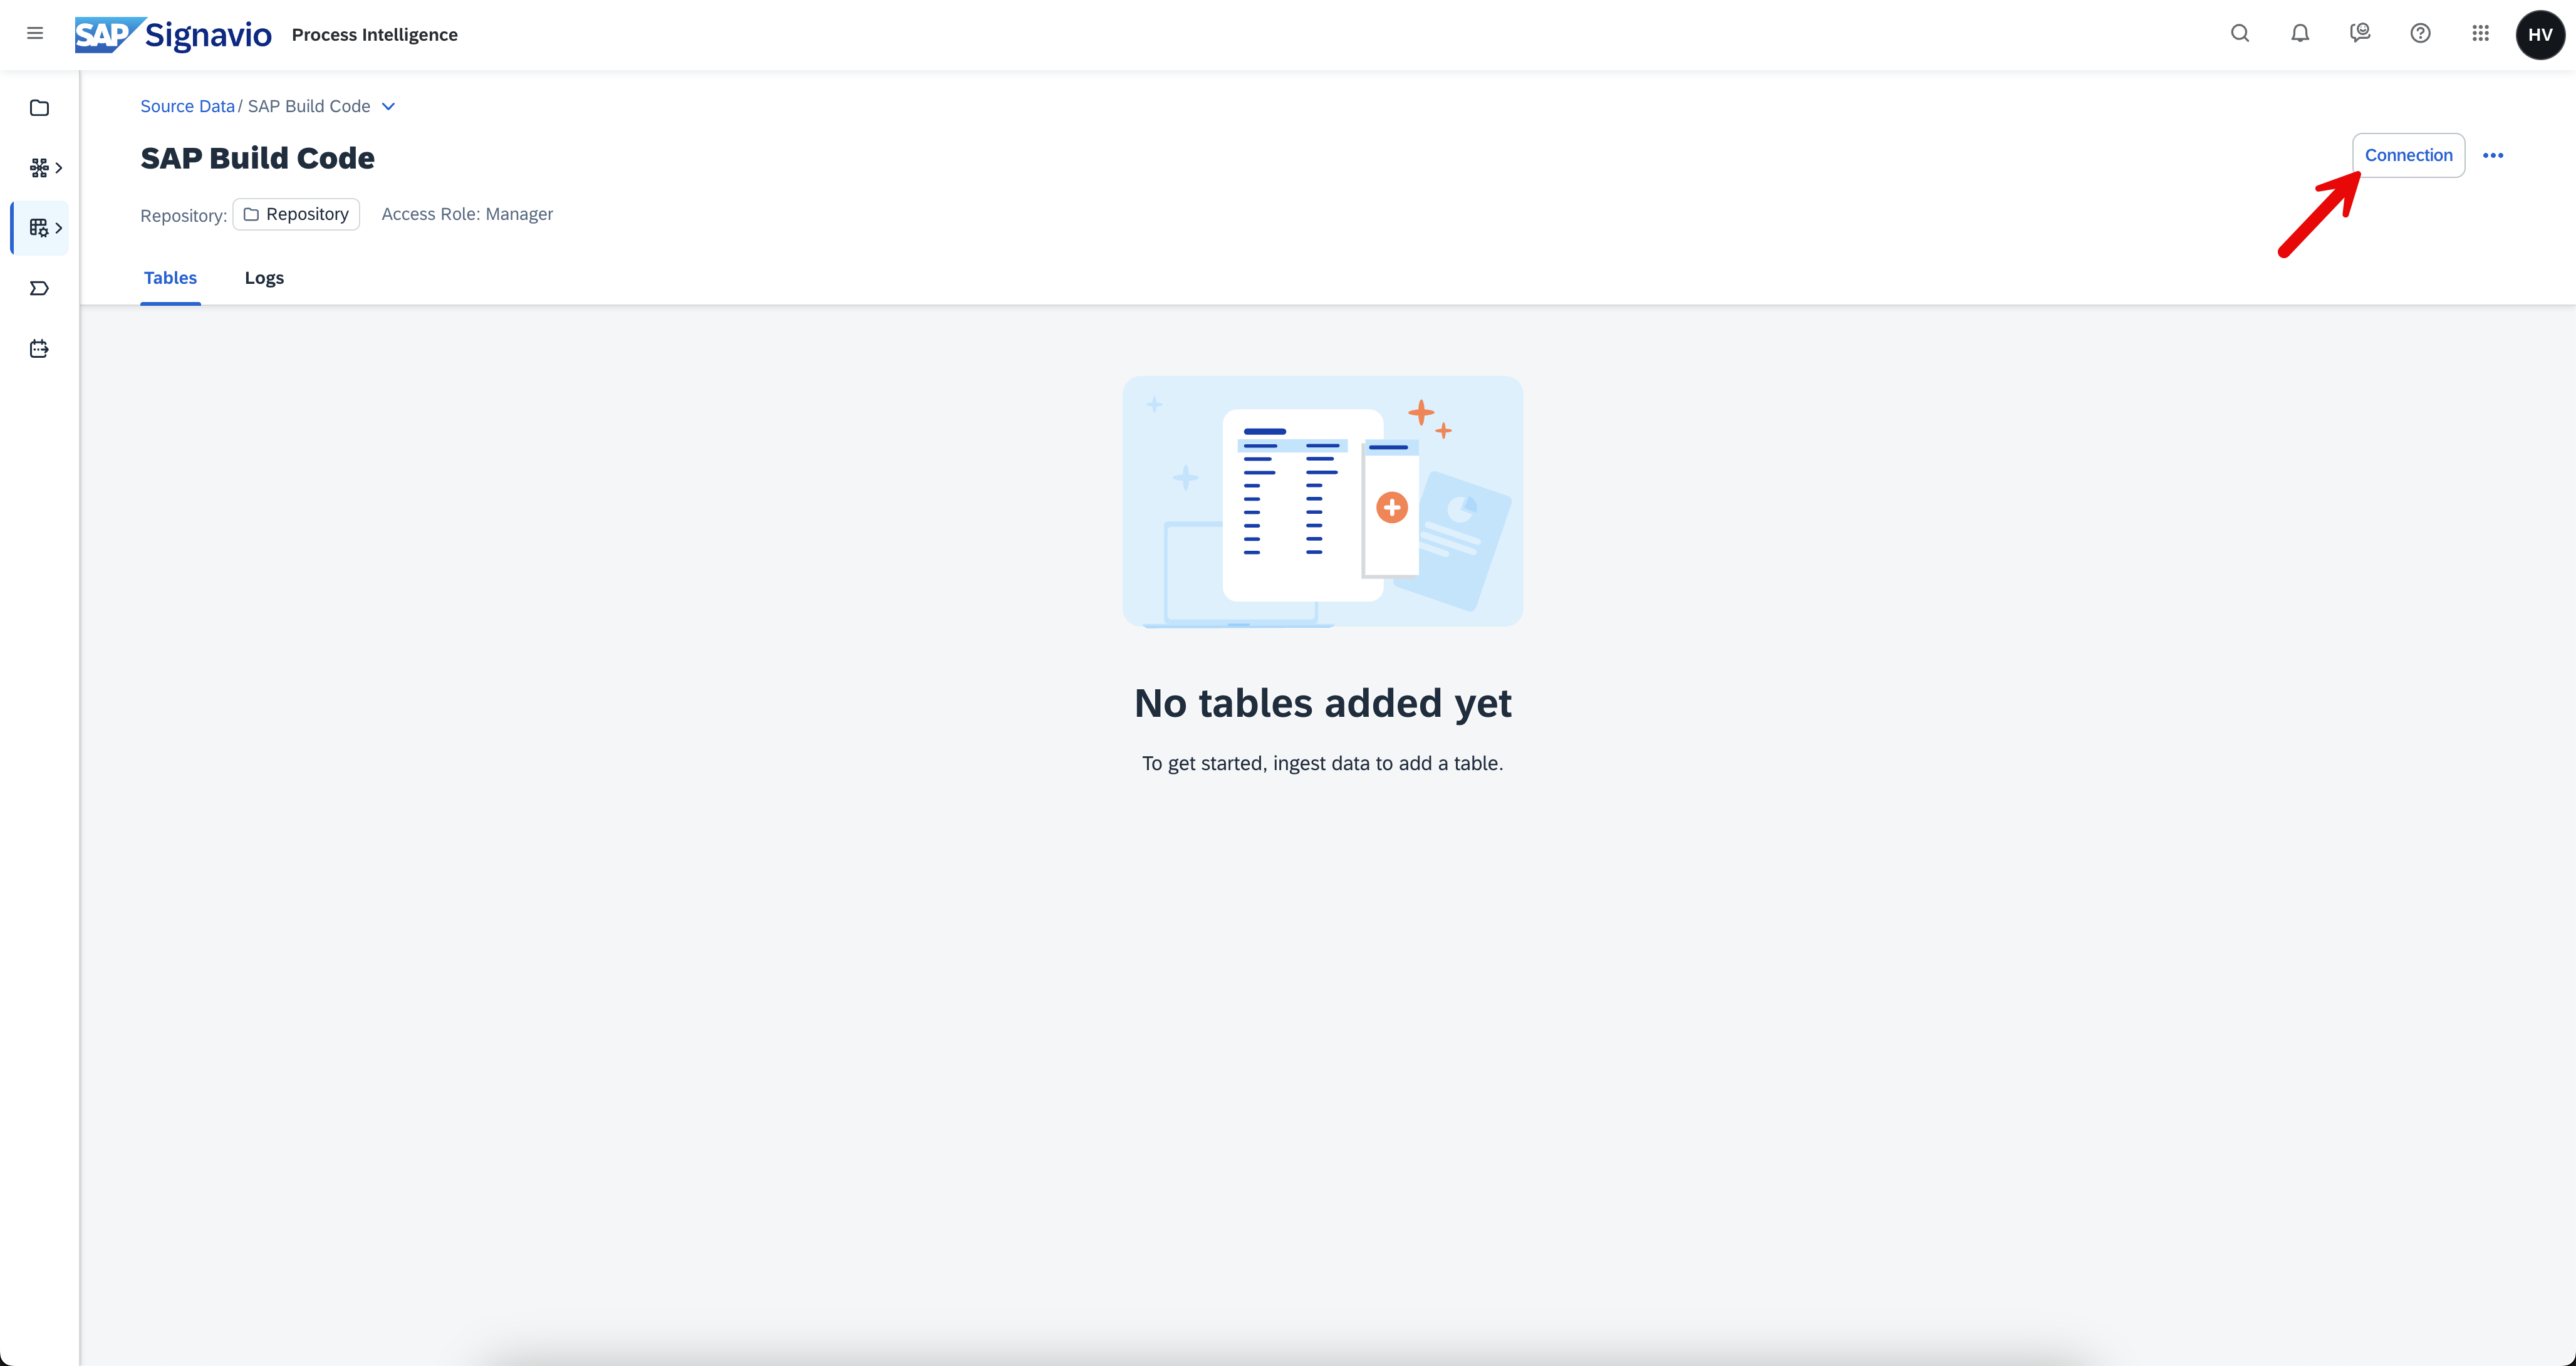 SAP Signavio Process Intelligence
HV
Source Data / SAP Build Code
SAP Build Code
Connection
Repository: Repository Access Role: Manager
Tables Logs
No tables added yet
To get started, ingest data to add a table.